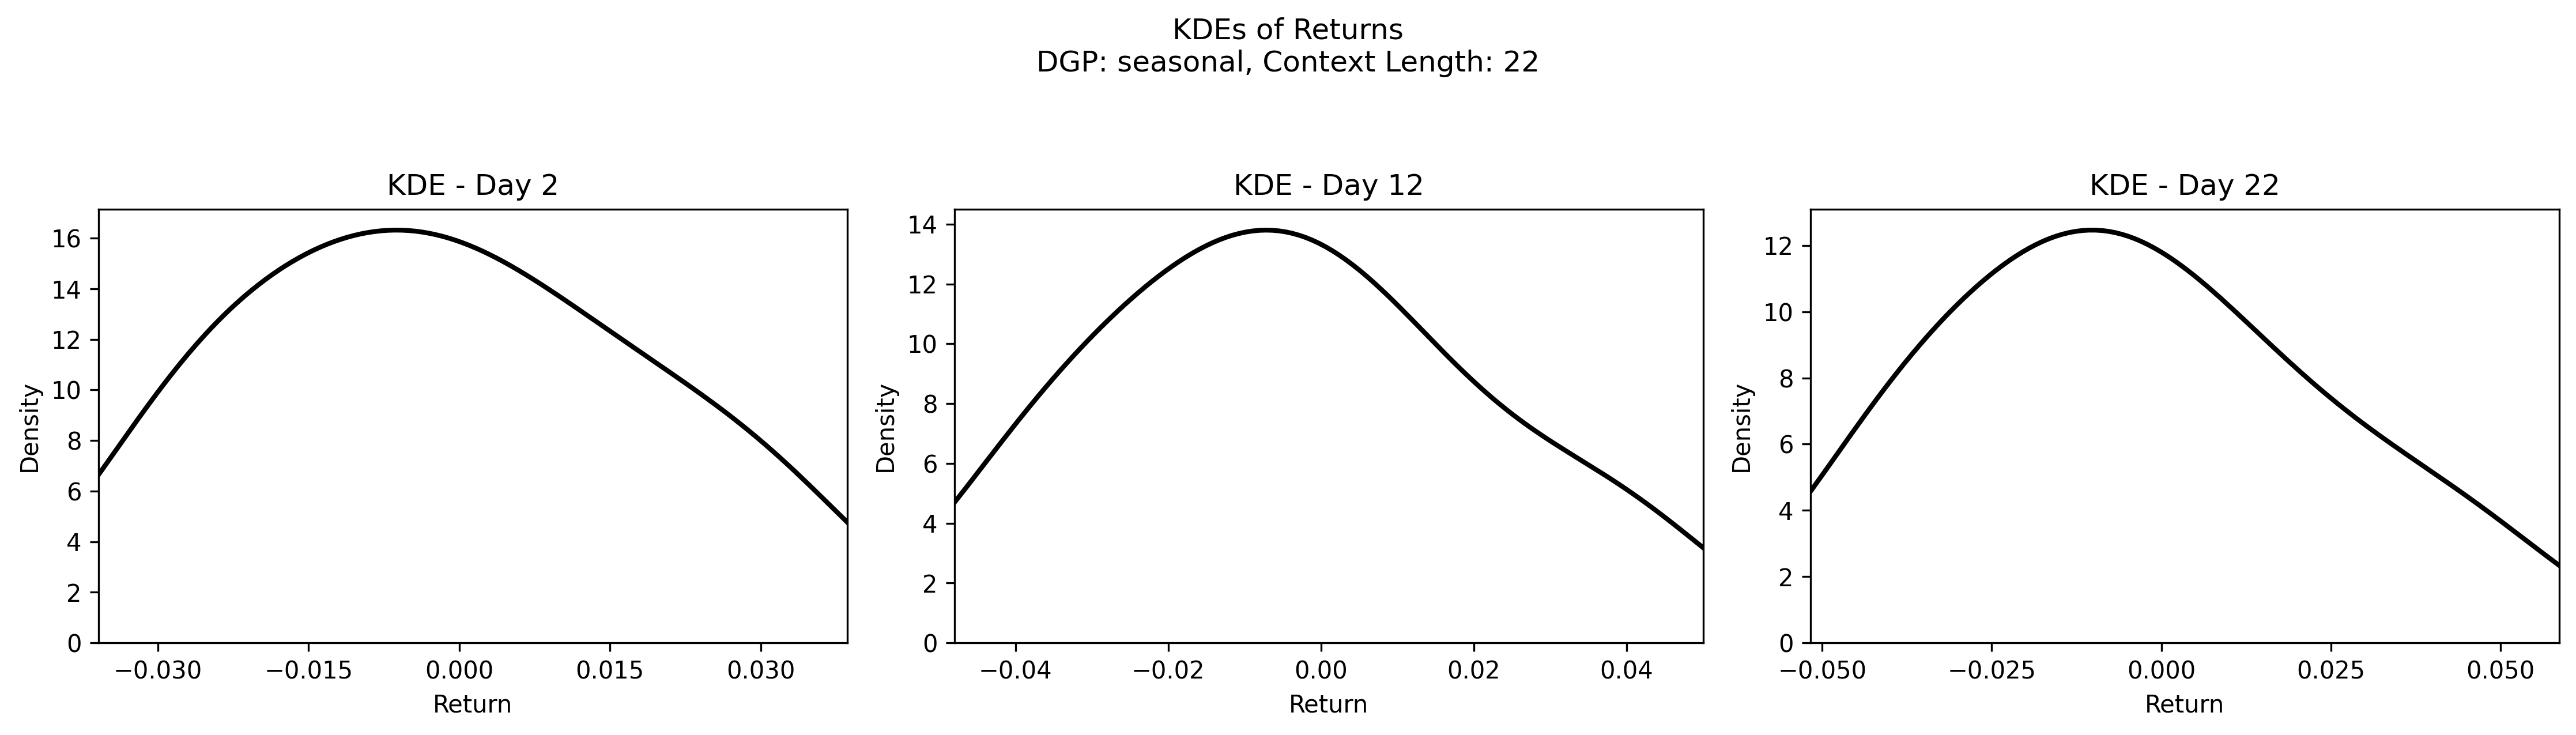 KDEs of Returns
DGP: seasonal, Context Length: 22
KDE - Day 2
Density
16
14
12
10
8
6
4
2
0
−0.030 −0.015 0.000 0.015 0.030
Return
KDE - Day 12
Density
14
12
10
8
6
4
2
0
−0.04 −0.02 0.00 0.02 0.04
Return
KDE - Day 22
Density
12
10
8
6
4
2
0
−0.050 −0.025 0.000 0.025 0.050
Return